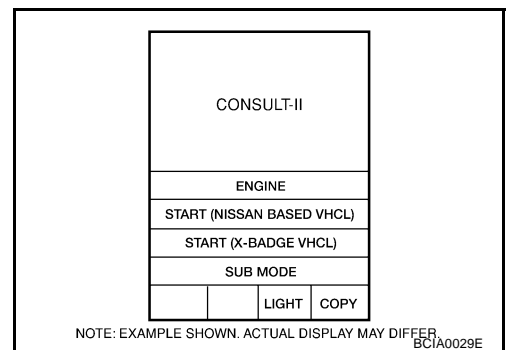 CONSULT-II
ENGINE
START (NISSAN BASED VHCL)
START (X-BADGE VHCL)
SUB MODE
LIGHT COPY
NOTE: EXAMPLE SHOWN. ACTUAL DISPLAY MAY DIFFER.
BCIA0029E